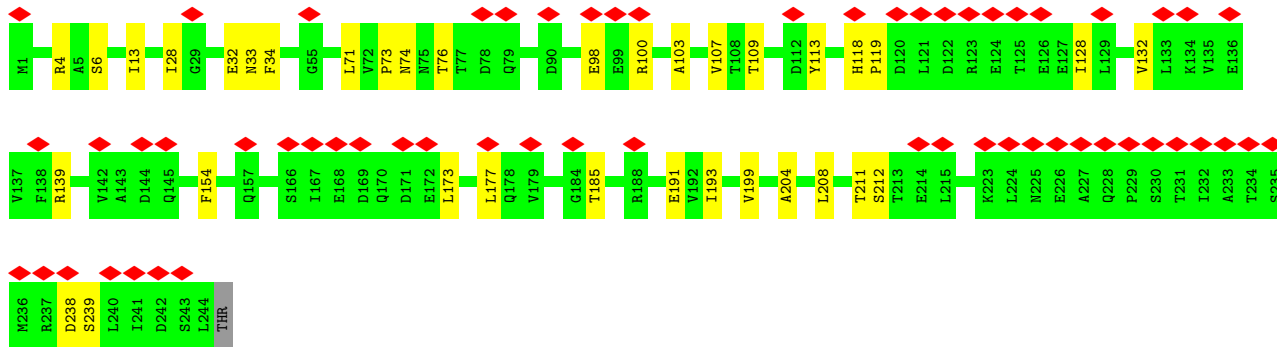 M1 R4 A5 S6 I13 I28 G29 E32 N33 F34 G55 L71 V72 P73 N74 N75 T76 T77 D78 Q79 D90 E98 E99 R100 A103 V107 T108 T109 D112 Y113 H118 P119 D120 L121 D122 R123 E124 T125 E126 E127 I128 L129 V132 L133 K134 V135 E136
V137 F138 R139 V142 A143 D144 Q145 F154 Q157 S166 I167 E168 D169 Q170 D171 E172 L173 L177 Q178 V179 G184 T185 R188 E191 V192 I193 V199 A204 L208 T211 S212 T213 E214 L215 K223 L224 N225 E226 A227 Q228 P229 S230 T231 I232 A233 T234 S235
M236 R237 D238 S239 L240 I241 D242 S243 L244 THR